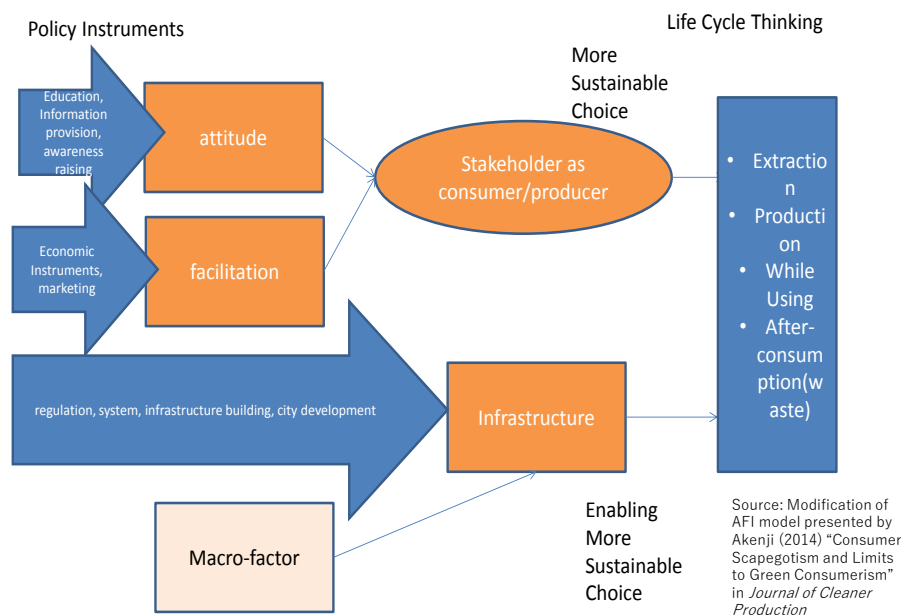 Policy Instruments
Life Cycle Thinking
More
Sustainable
Choice
Education,
Information
provision,
awareness
raising
attitude
Stakeholder as
consumer/producer
• Extractio
n
• Producti
on
• While
Using
• After-
consum
ption(w
aste)
Economic
Instruments,
marketing
facilitation
regulation, system, infrastructure building, city development
Infrastructure
Macro-factor
Enabling
More
Sustainable
Choice
Source: Modification of
AFI model presented by
Akenji (2014) “Consumer
Scapegotism and Limits
to Green Consumerism”
in Journal of Cleaner
Production